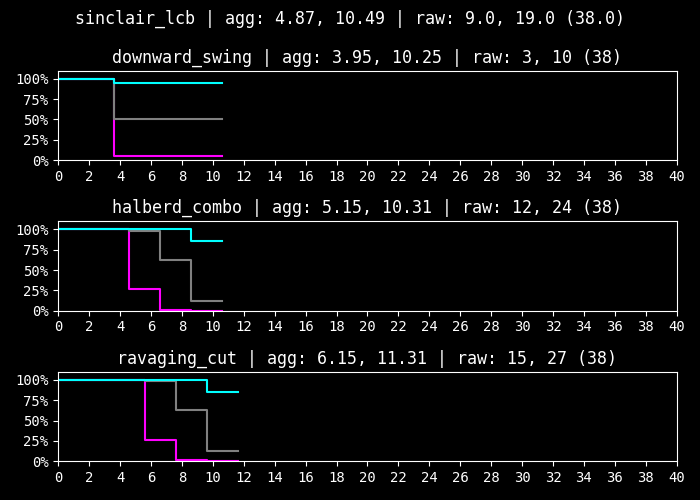 sinclair_lcb | agg: 4.87, 10.49 | raw: 9.0, 19.0 (38.0)
downward_swing | agg: 3.95, 10.25 | raw: 3, 10 (38)
100%
75%
50%
25%
0%
0 2 4 6 8 10 12 14 16 18 20 22 24 26 28 30 32 34 36 38 40
halberd_combo | agg: 5.15, 10.31 | raw: 12, 24 (38)
100%
75%
50%
25%
0%
0 2 4 6 8 10 12 14 16 18 20 22 24 26 28 30 32 34 36 38 40
ravaging_cut | agg: 6.15, 11.31 | raw: 15, 27 (38)
100%
75%
50%
25%
0%
0 2 4 6 8 10 12 14 16 18 20 22 24 26 28 30 32 34 36 38 40